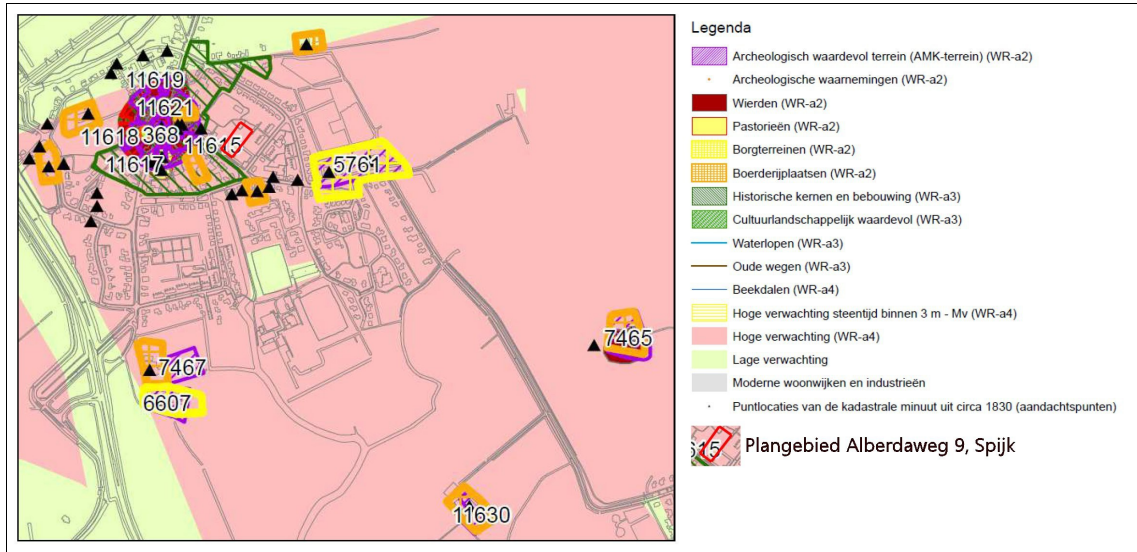 11619
11621
11618
368
11615
11617
5761
7465
7467
6607
11630
Legenda
Archeologisch waardevol terrein (AMK-terrein) (WR-a2)
Archeologische waarnemingen (WR-a2)
Wierden (WR-a2)
Pastorieën (WR-a2)
Borgterreinen (WR-a2)
Boerderijplaatsen (WR-a2)
Historische kernen en bebouwing (WR-a3)
Cultuurlandschappelijk waardevol (WR-a3)
Waterlopen (WR-a3)
Oude wegen (WR-a3)
Beekdalen (WR-a4)
Hoge verwachting steentijd binnen 3 m - Mv (WR-a4)
Hoge verwachting (WR-a4)
Lage verwachting
Moderne woonwijken en industrieën
Puntlocaties van de kadastrale minuut uit circa 1830 (aandachtspunten)
615 Plangebied Alberdaweg 9, Spijk